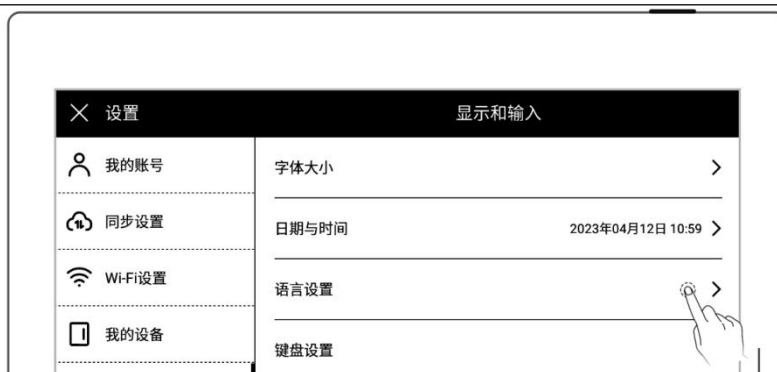 设置
显示和输入
我的账号
同步设置
Wi-Fi设置
我的设备
字体大小
日期与时间 2023年04月12日 10:59
语言设置
键盘设置